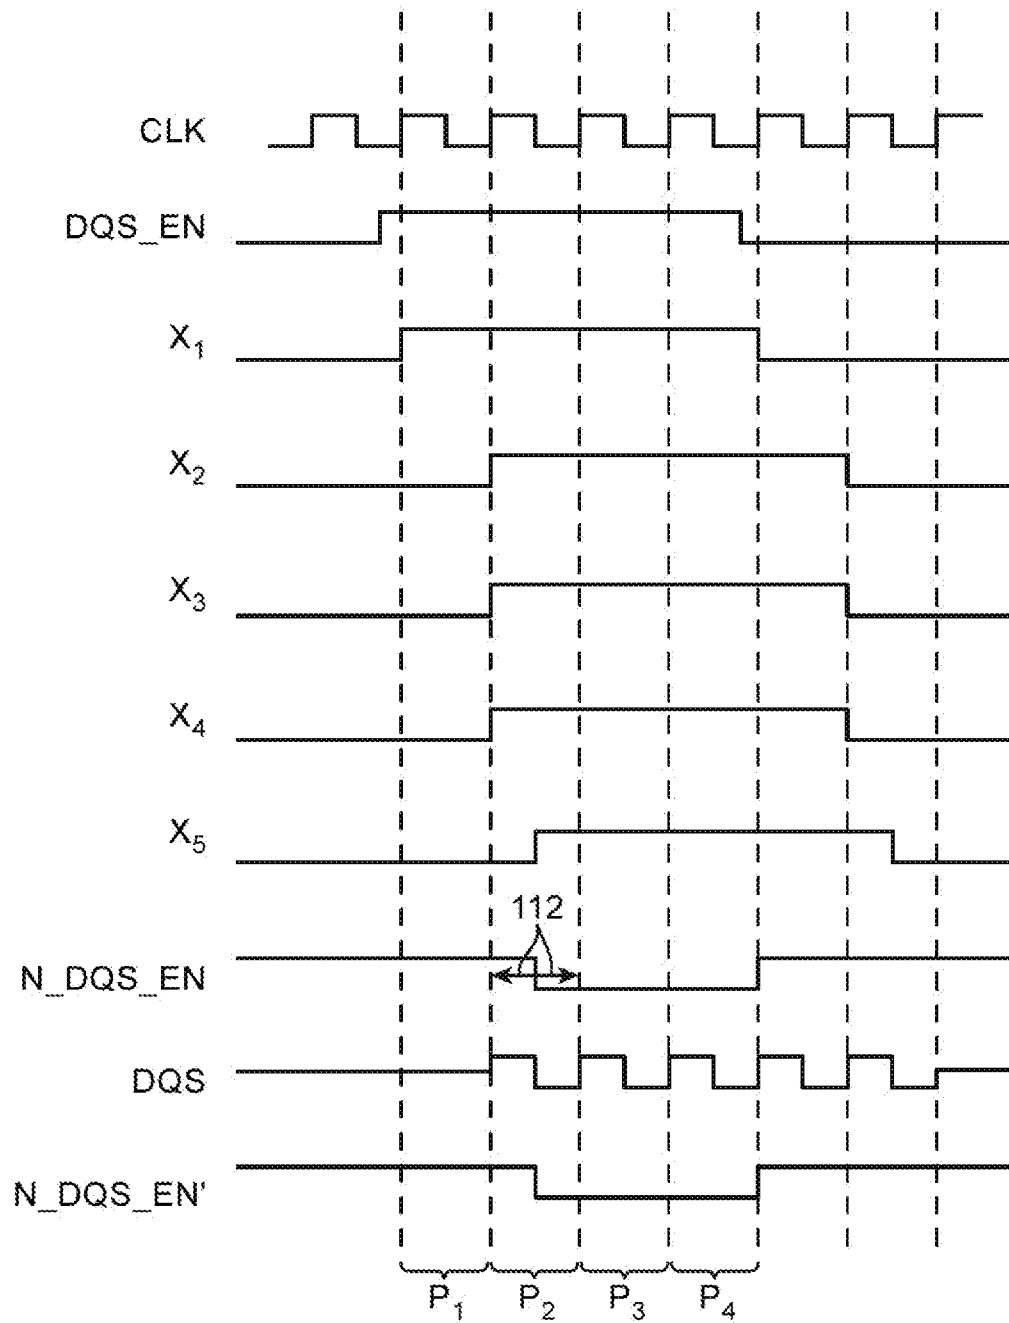 CLK
DQS_EN
X1
X2
X3
X4
X5
112
N_DQS_EN
DQS
N_DQS_EN'
P1 P2 P3 P4